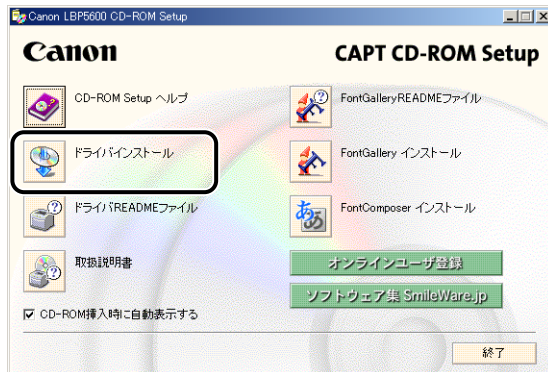 Canon LBP5600 CD-ROM Setup
Canon
CAPT CD-ROM Setup
CD-ROM Setup ヘルプ
ドライバインストール
ドライバREADMEファイル
取扱説明書
CD-ROM挿入時に自動表示する
FontGalleryREADMEファイル
FontGallery インストール
FontComposer インストール
あぶ
オンラインユーザ登録
ソフトウェア集 SmileWare.jp
終了